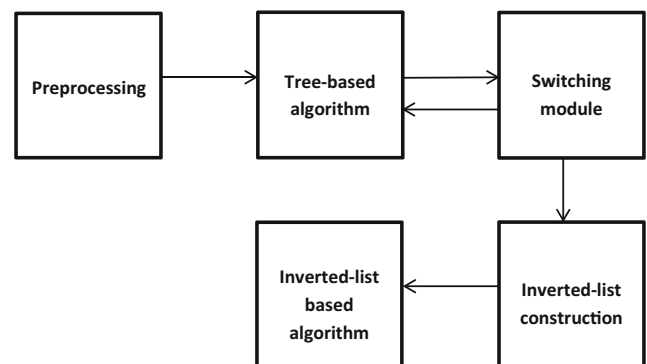 Preprocessing
Tree-based
algorithm
Switching
module
Inverted-list
based
algorithm
Inverted-list
construction